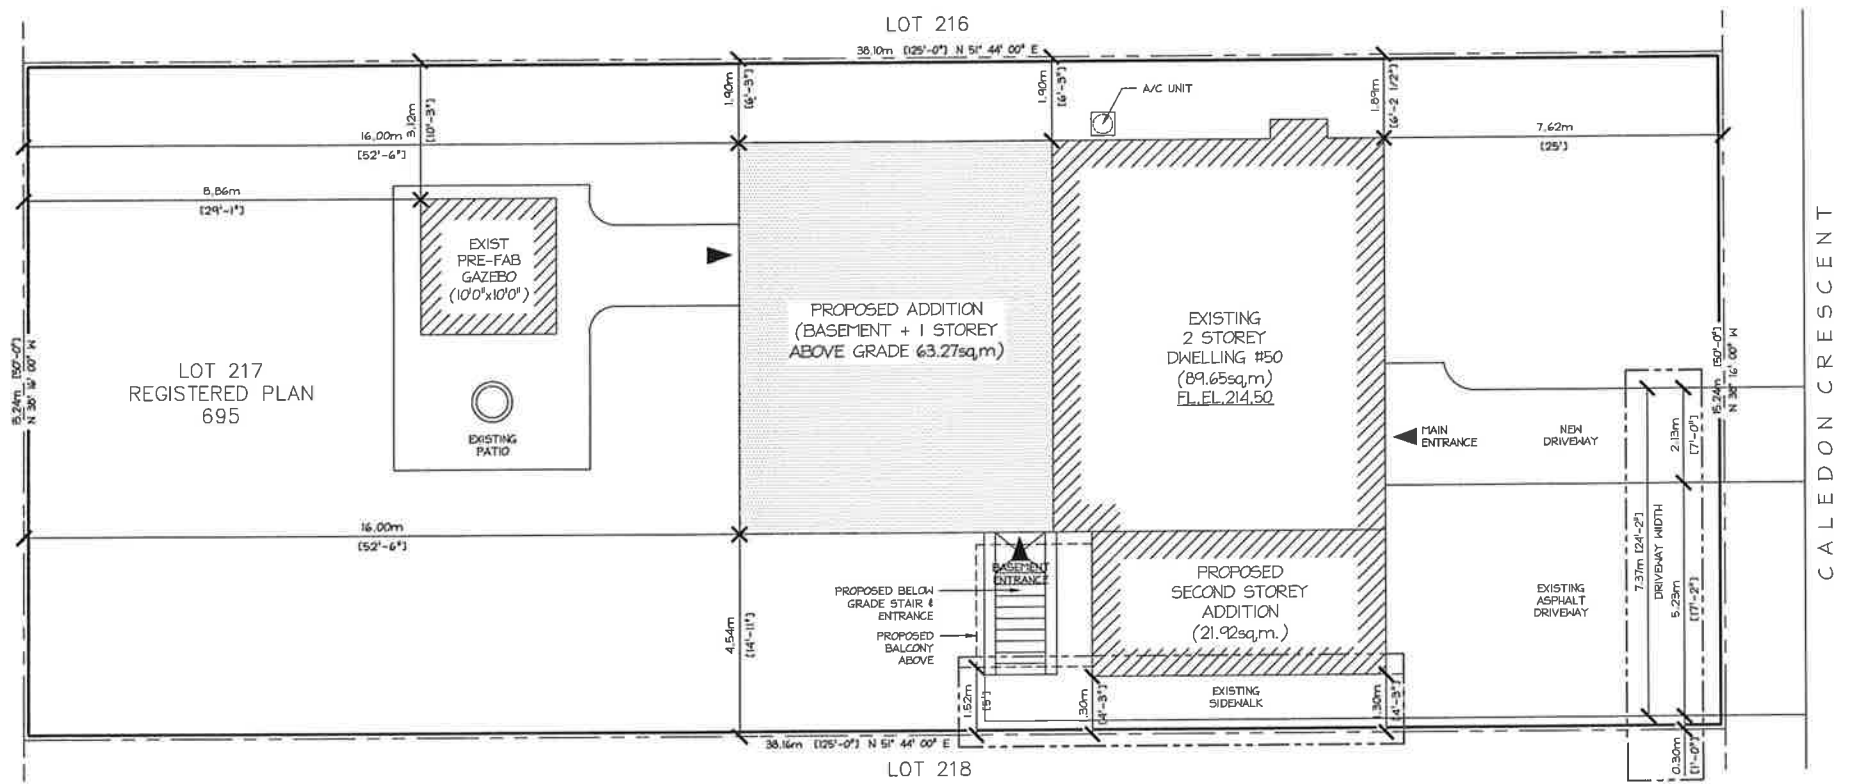 LOT 216
38.10m [125'-0"] N 51° 44' 00" E
1.90m
[6'-3"]
1.90m
[6'-3"]
A/C UNIT
1.89m
[6'-2 1/2"]
7.62m
[25']
3.12m
[10'-3"]
16.00m
[52'-6"]
8.86m
[29'-1"]
EXIST
PRE-FAB
GAZEBO
(10'0"x10'0")
PROPOSED ADDITION
(BASEMENT + 1 STOREY
ABOVE GRADE 63.27sq,m)
EXISTING
2 STOREY
DWELLING #50
(89.65sq,m)
FL.EL.214.50
LOT 217
REGISTERED PLAN
695
EXISTING
PATIO
15.24m [50'-0"]
N 38° 16' 00" W
15.24m [50'-0"]
N 38° 16' 00" W
CALEDON CRESCENT
MAIN
ENTRANCE
NEW
DRIVEWAY
2.13m
[7'-0"]
16.00m
[52'-6"]
BASEMENT
ENTRANCE
PROPOSED BELOW
GRADE STAIR &
ENTRANCE
PROPOSED
BALCONY
ABOVE
PROPOSED
SECOND STOREY
ADDITION
(21.92sq,m.)
EXISTING
ASPHALT
DRIVEWAY
7.37m [24'-2"]
DRIVEWAY WIDTH
5.23m
[17'-2"]
4.54m
[14'-11"]
1.52m
[5']
1.30m
[4'-3"]
EXISTING
SIDEWALK
1.30m
[4'-3"]
0.30m
[1'-0"]
38.16m [125'-0"] N 51° 44' 00" E
LOT 218